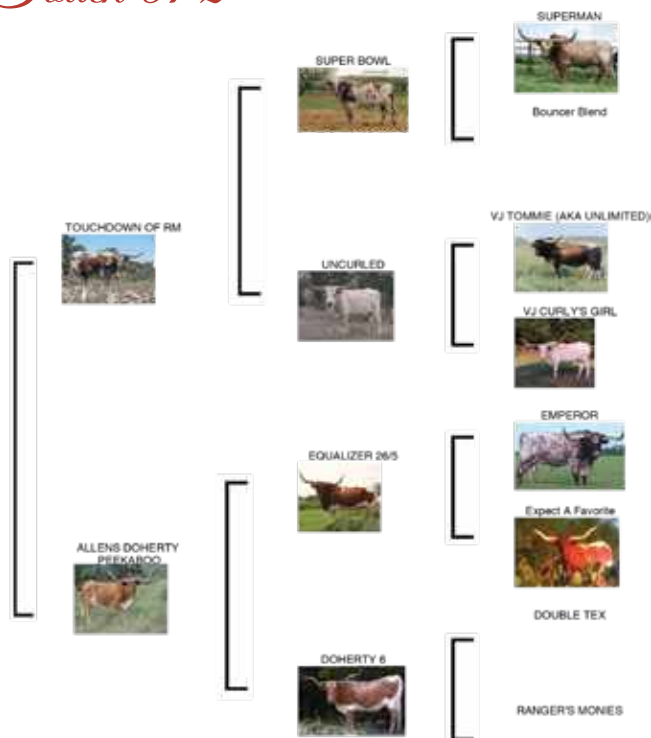 SUPERMAN
SUPER BOWL
Bouncer Blend
TOUCHDOWN OF RM
VJ TOMMIE (AKA UNLIMITED)
UNCURLED
VJ CURLY'S GIRL
EMPEROR
EQUALIZER 26/5
Expect A Favorite
ALLENS DOHERTY
PEEKABOO
DOUBLE TEX
DOHERTY 6
RANGER'S MONIES